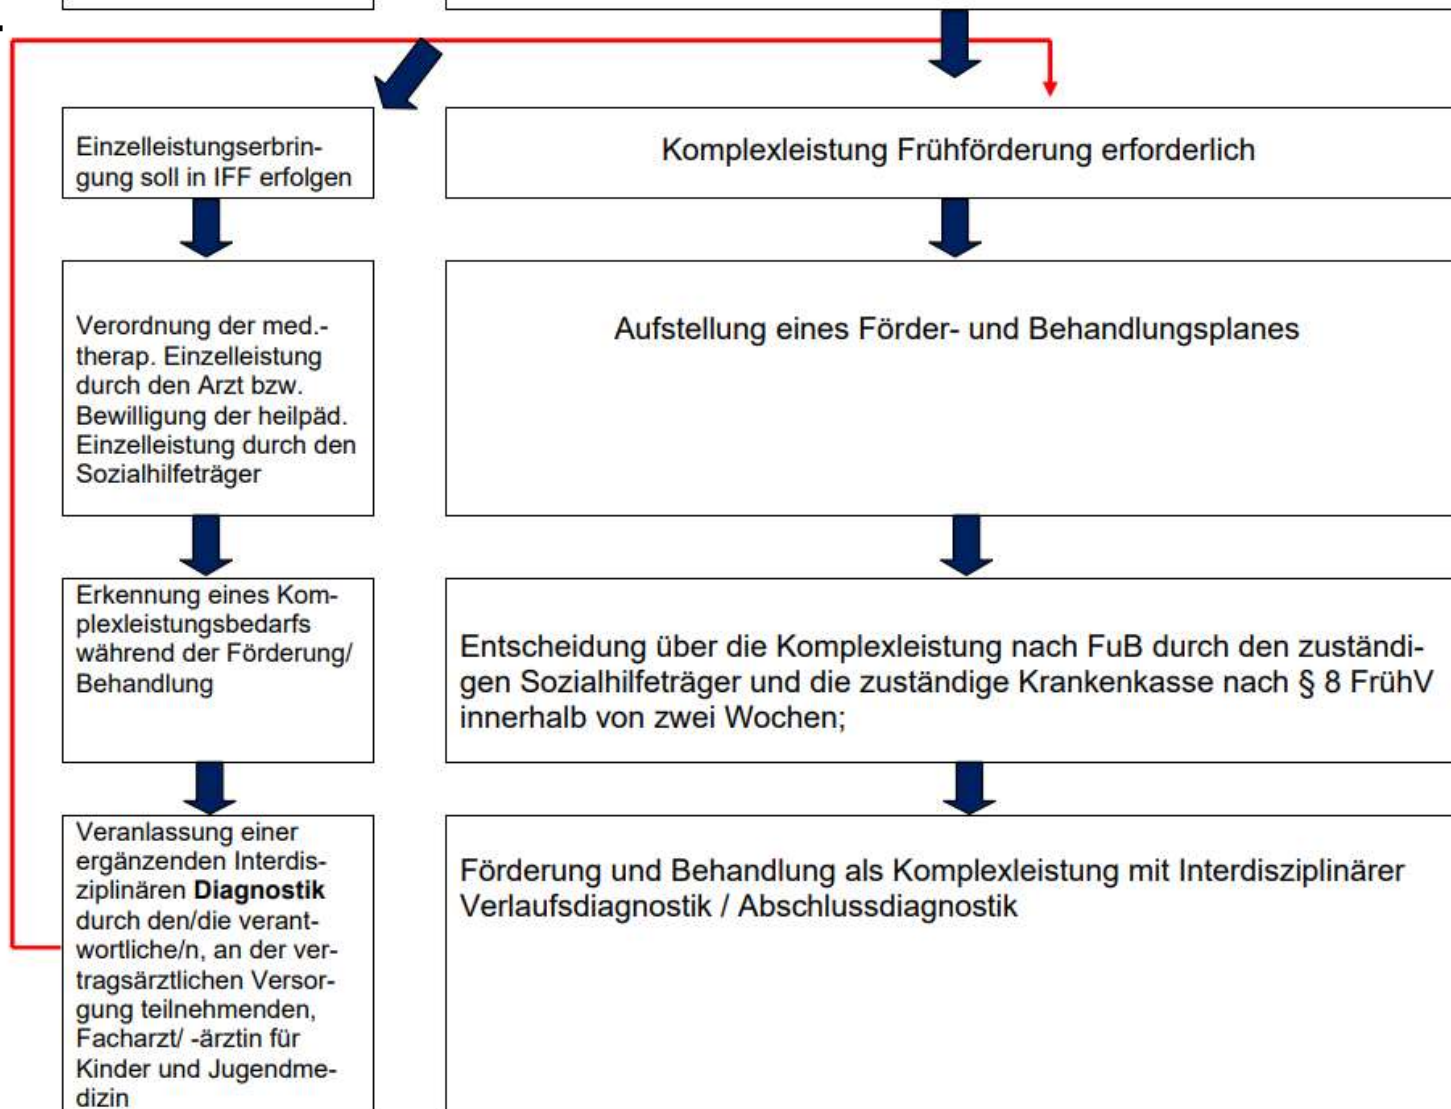 Einzelleistungserbrin-
gung soll in IFF erfolgen
Komplexleistung Frühförderung erforderlich
Verordnung der med.-
therap. Einzelleistung
durch den Arzt bzw.
Bewilligung der heilpäd.
Einzelleistung durch den
Sozialhilfeträger
Aufstellung eines Förder- und Behandlungsplanes
Erkennung eines Kom-
plexleistungsbedarfs
während der Förderung/
Behandlung
Entscheidung über die Komplexleistung nach FuB durch den zuständi-
gen Sozialhilfeträger und die zuständige Krankenkasse nach § 8 FrühV
innerhalb von zwei Wochen;
Veranlassung einer
ergänzenden Interdis-
ziplinären Diagnostik
durch den/die verant-
wortliche/n, an der ver-
tragsärztlichen Versor-
gung teilnehmenden,
Facharzt/ -ärztin für
Kinder und Jugendme-
dizin
Förderung und Behandlung als Komplexleistung mit Interdisziplinärer
Verlaufsdiagnostik / Abschlussdiagnostik